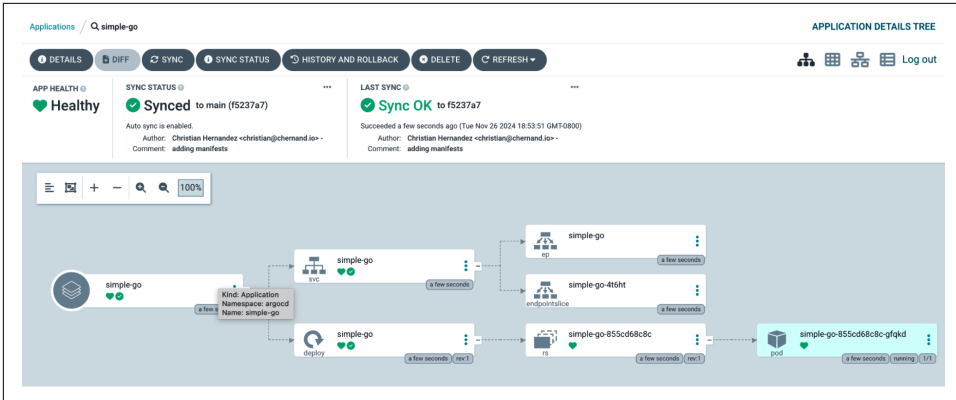 Applications / simple-go
APPLICATION DETAILS TREE
DETAILS DIFF SYNC SYNC STATUS HISTORY AND ROLLBACK DELETE REFRESH
Log out
APP HEALTH
Healthy
SYNC STATUS
Synced to main (f5237a7)
Auto sync is enabled.
Author: Christian Hernandez <christian@chernand.io> -
Comment: adding manifests
LAST SYNC
Sync OK to f5237a7
Succeeded a few seconds ago (Tue Nov 26 2024 18:53:51 GMT-0800)
Author: Christian Hernandez <christian@chernand.io> -
Comment: adding manifests
100%
simple-go
a few s
Kind: Application
Namespace: argocd
Name: simple-go
simple-go
svc
a few seconds
simple-go
ep
a few seconds
simple-go-4t6ht
endpointslice
a few seconds
simple-go
deploy
a few seconds rev:1
simple-go-855cd68c8c
rs
a few seconds rev:1
simple-go-855cd68c8c-gfqkd
pod
a few seconds running 1/1